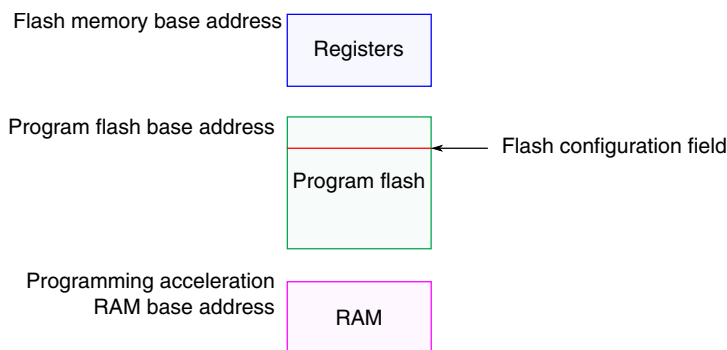 Flash memory base address
Registers
Program flash base address
Flash configuration field
Program flash
Programming acceleration
RAM base address
RAM